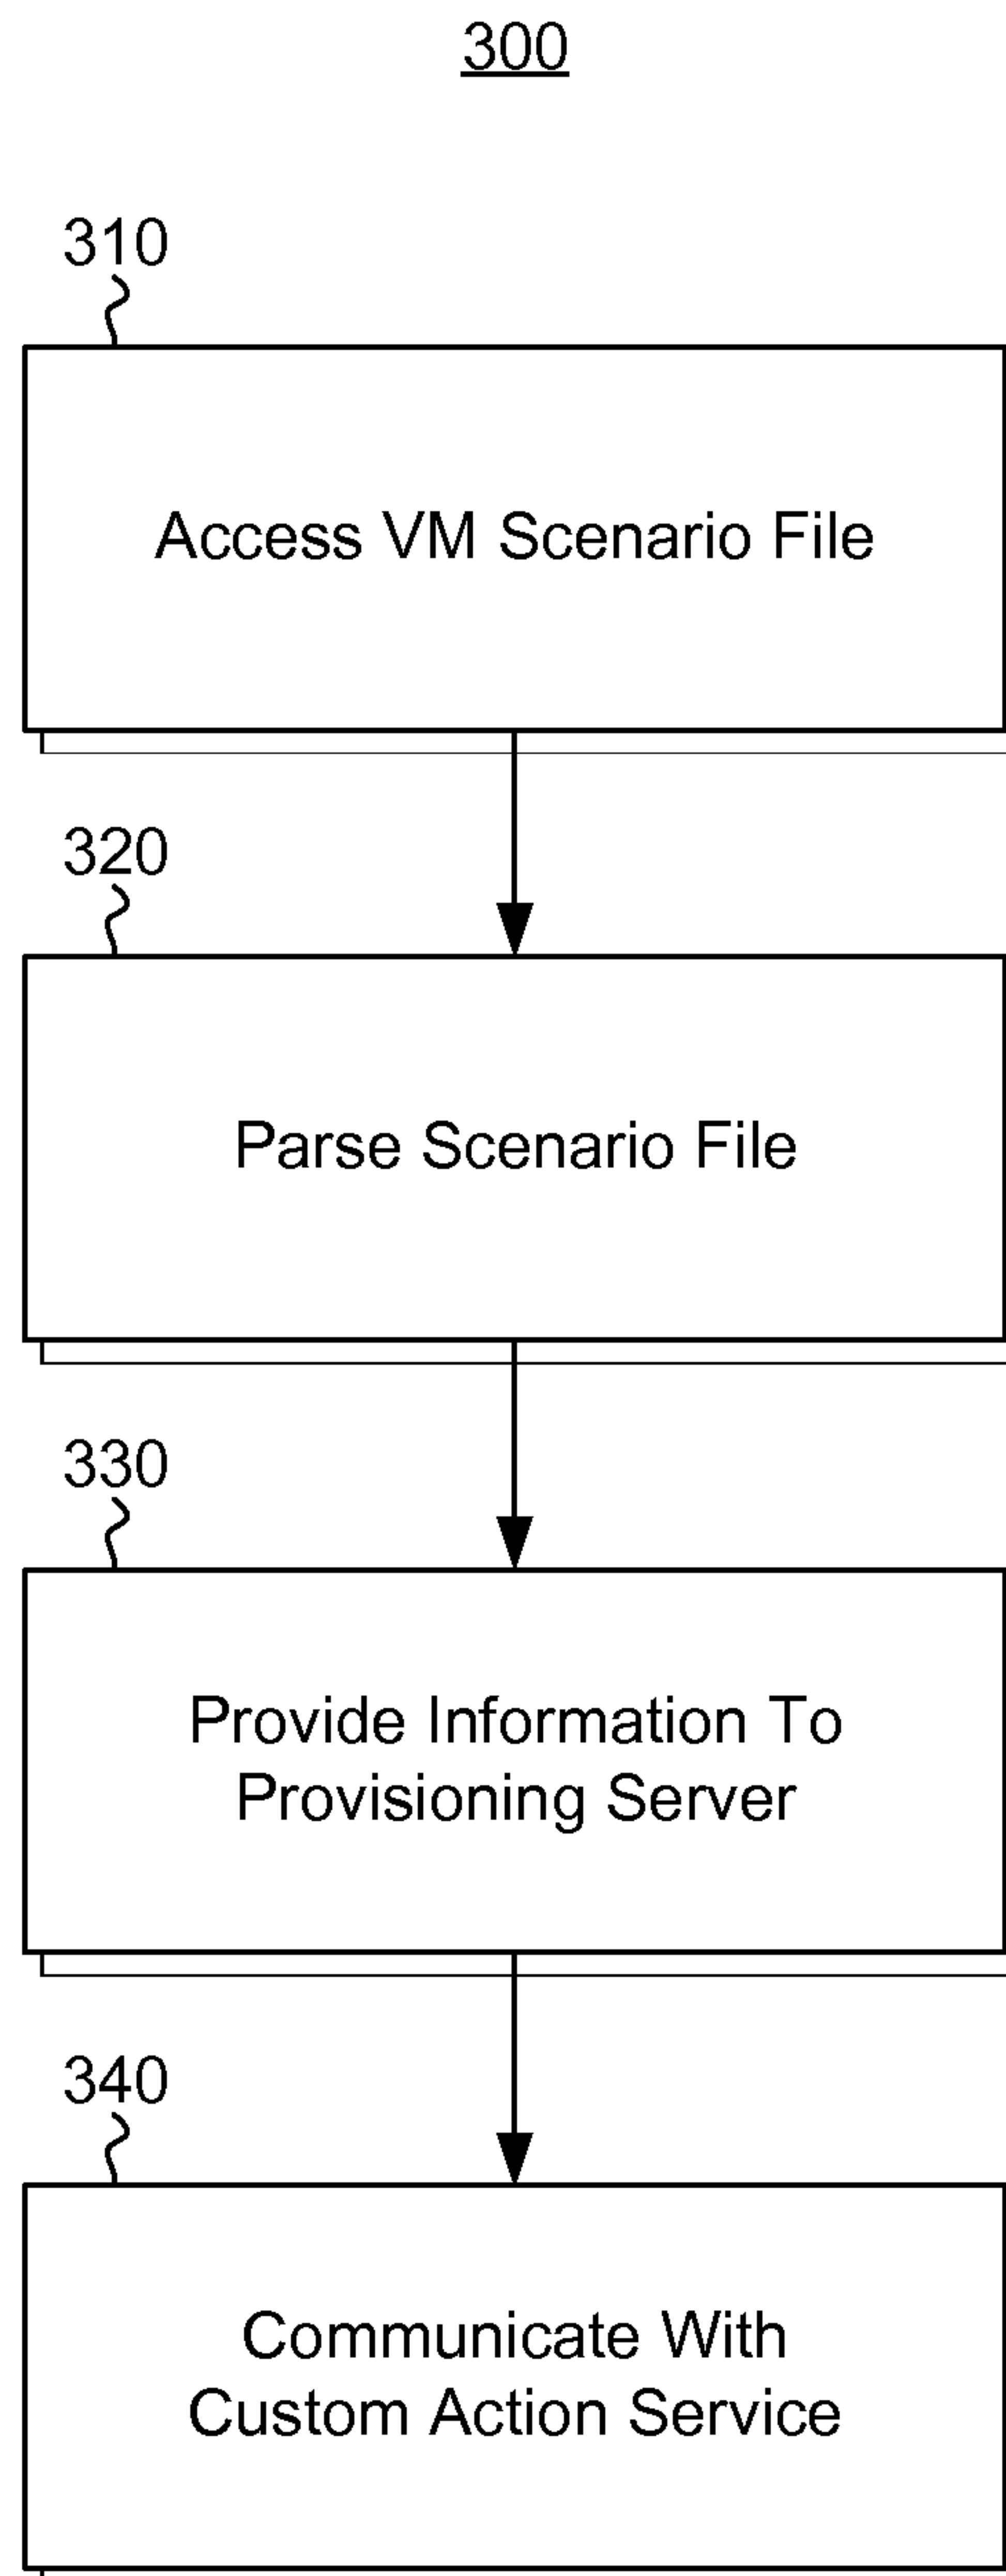 300
310
Access VM Scenario File
320
Parse Scenario File
330
Provide Information To
Provisioning Server
340
Communicate With
Custom Action Service